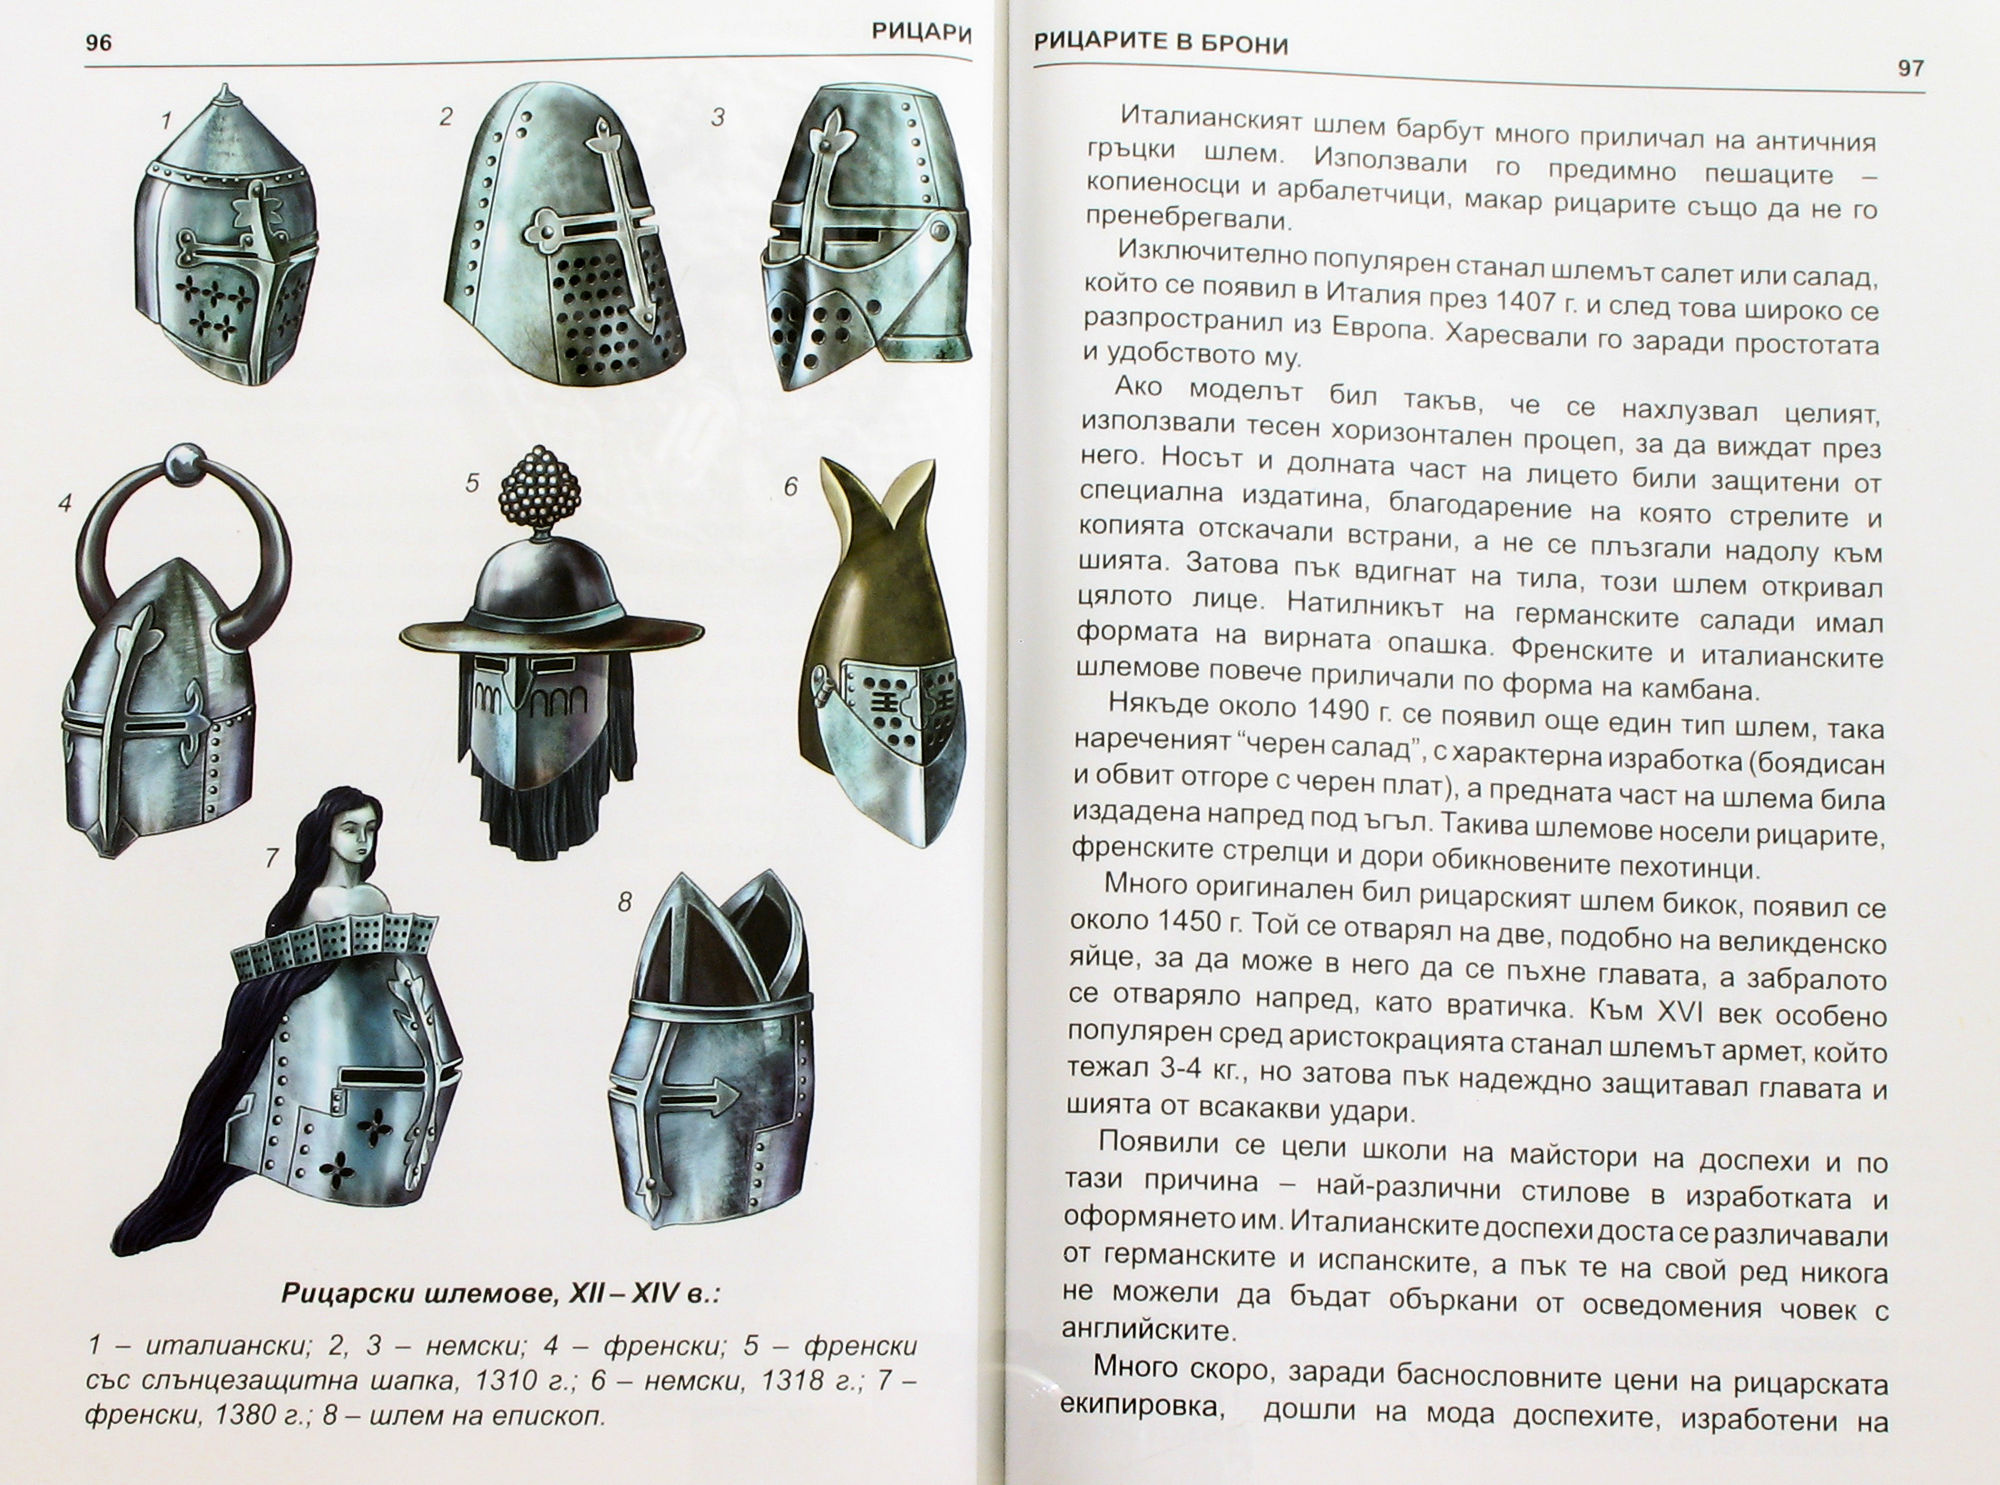 96
РИЦАРИ
1
2
3
4
5
6
7
8
Рицарски шлемове, XII – XIV в.:
1 – италиански; 2, 3 – немски; 4 – френски; 5 – френски
със слънцезащитна шапка, 1310 г.; 6 – немски, 1318 г.; 7 –
френски, 1380 г.; 8 – шлем на епископ.
РИЦАРИТЕ В БРОНИ
97
Италианският шлем барбут много приличал на античния
гръцки шлем. Използвали го предимно пешаците –
копиеносци и арбалетчици, макар рицарите също да не го
пренебрегвали.
Изключително популярен станал шлемът салет или салад,
който се появил в Италия през 1407 г. и след това широко се
разпространил из Европа. Харесвали го заради простотата
и удобството му.
Ако моделът бил такъв, че се нахлузвал целият,
използвали тесен хоризонтален процеп, за да виждат през
него. Носът и долната част на лицето били защитени от
специална издатина, благодарение на която стрелите и
копията отскачали встрани, а не се плъзгали надолу към
шията. Затова пък вдигнат на тила, този шлем откривал
цялото лице. Натилникът на германските салади имал
формата на вирната опашка. Френските и италианските
шлемове повече приличали по форма на камбана.
Някъде около 1490 г. се появил още един тип шлем, така
нареченият “черен салад”, с характерна изработка (боядисан
и обвит отгоре с черен плат), а предната част на шлема била
издадена напред под ъгъл. Такива шлемове носели рицарите,
френските стрелци и дори обикновените пехотинци.
Много оригинален бил рицарският шлем бикок, появил се
около 1450 г. Той се отварял на две, подобно на великденско
яйце, за да може в него да се пъхне главата, а забралото
се отваряло напред, като вратичка. Към XVI век особено
популярен сред аристокрацията станал шлемът армет, който
тежал 3-4 кг., но затова пък надеждно защитавал главата и
шията от всакакви удари.
Появили се цели школи на майстори на доспехи и по
тази причина – най-различни стилове в изработката и
оформянето им. Италианските доспехи доста се различавали
от германските и испанските, а пък те на свой ред никога
не можели да бъдат объркани от осведомения човек с
английските.
Много скоро, заради баснословните цени на рицарската
екипировка, дошли на мода доспехите, изработени на